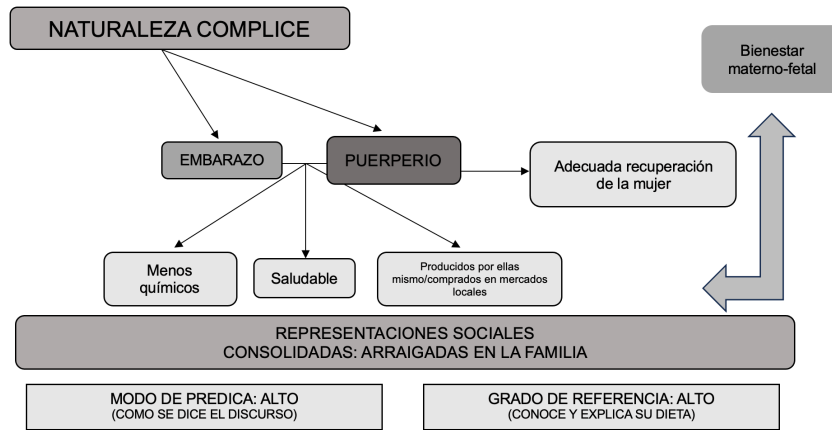 NATURALEZA COMPLICE
Bienestar
materno-fetal
EMBARAZO
PUERPERIO
Adecuada recuperación
de la mujer
Menos
químicos
Saludable
Producidos por ellas
mismo/comprados en mercados
locales
REPRESENTACIONES SOCIALES
CONSOLIDADAS: ARRAIGADAS EN LA FAMILIA
MODO DE PREDICA: ALTO
(COMO SE DICE EL DISCURSO)
GRADO DE REFERENCIA: ALTO
(CONOCE Y EXPLICA SU DIETA)